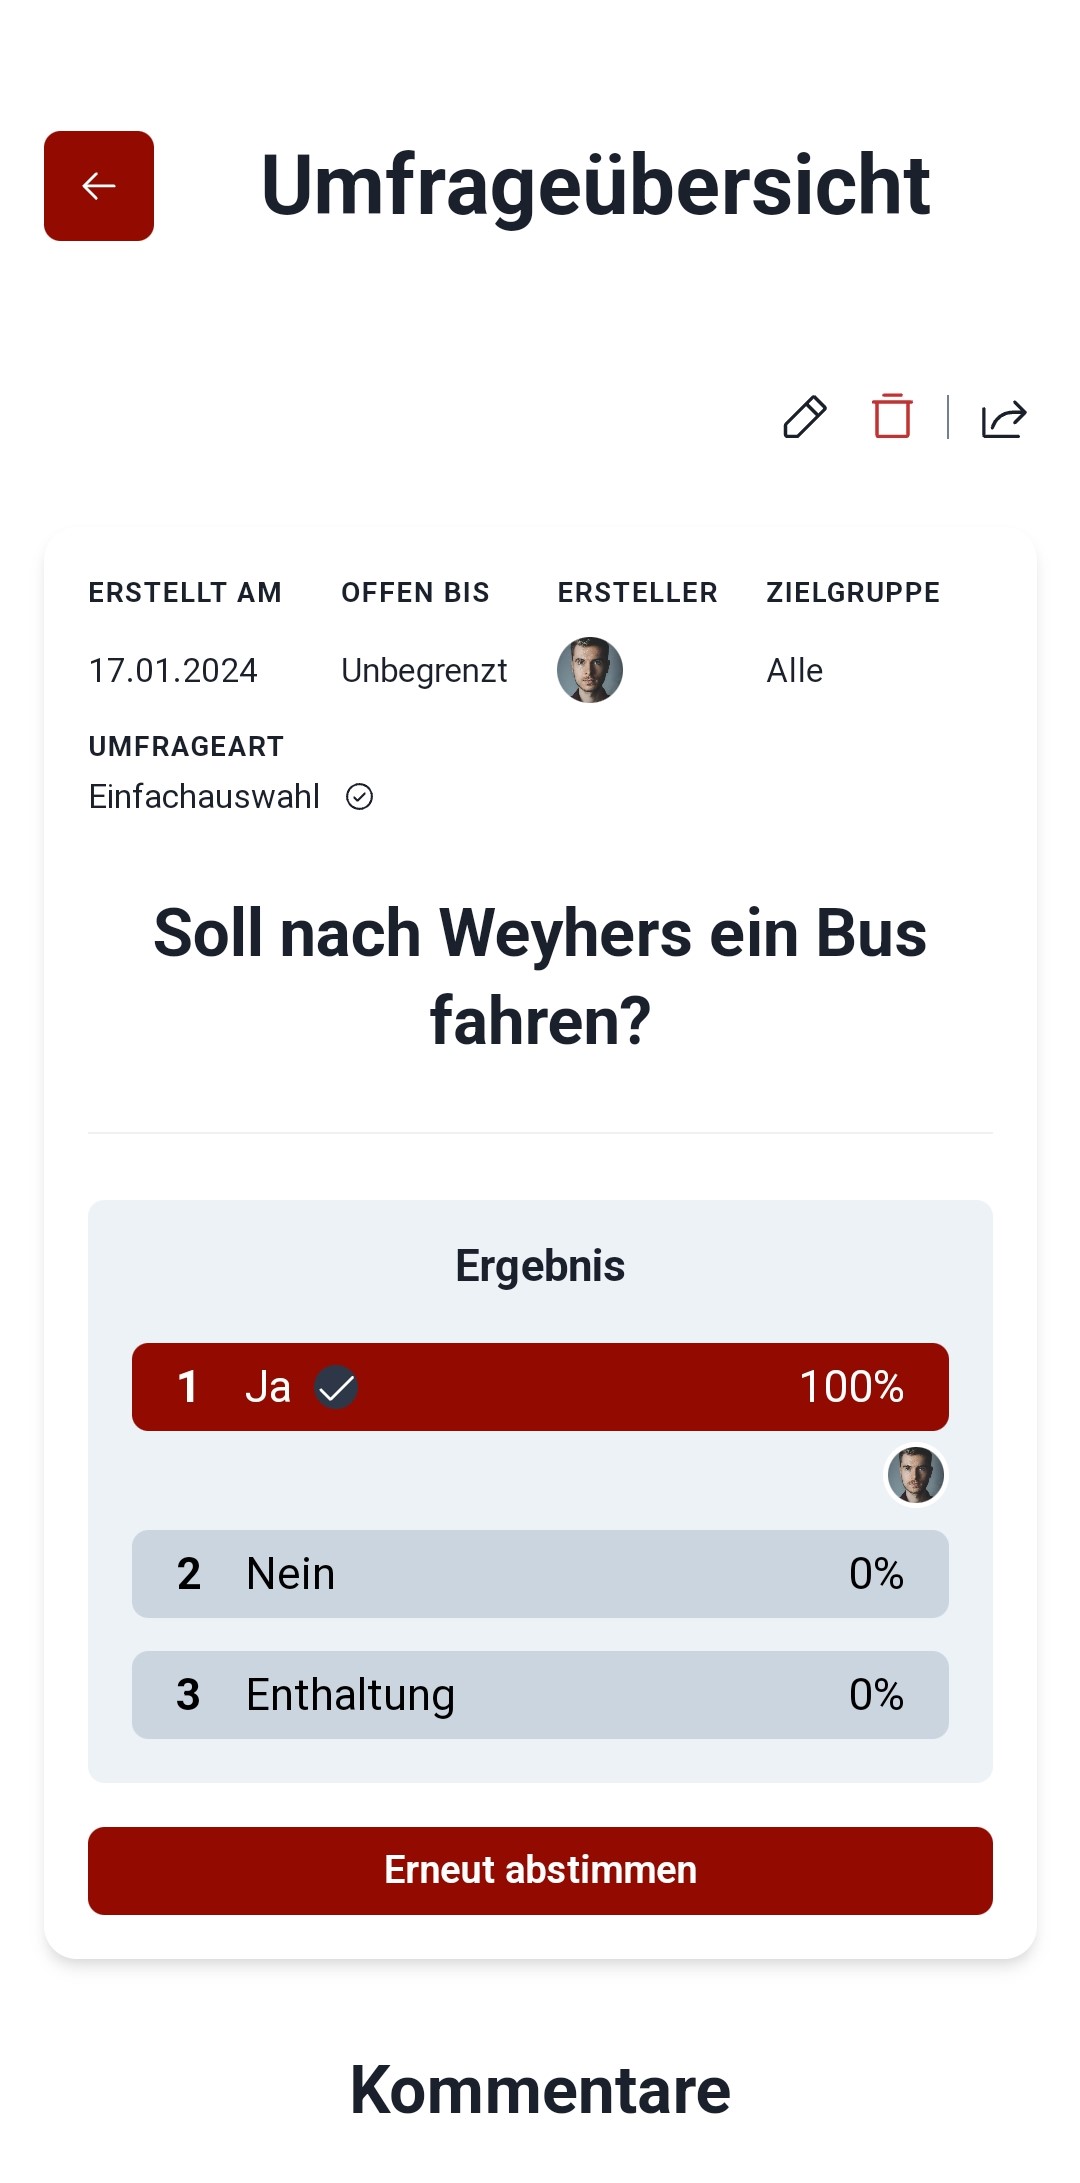 Umfrageübersicht
ERSTELLT AM OFFEN BIS ERSTELLER ZIELGRUPPE
17.01.2024 Unbegrenzt Alle
UMFRAGEART
Einfachauswahl
Soll nach Weyhers ein Bus
fahren?
Ergebnis
1 Ja 100%
2 Nein 0%
3 Enthaltung 0%
Erneut abstimmen
Kommentare